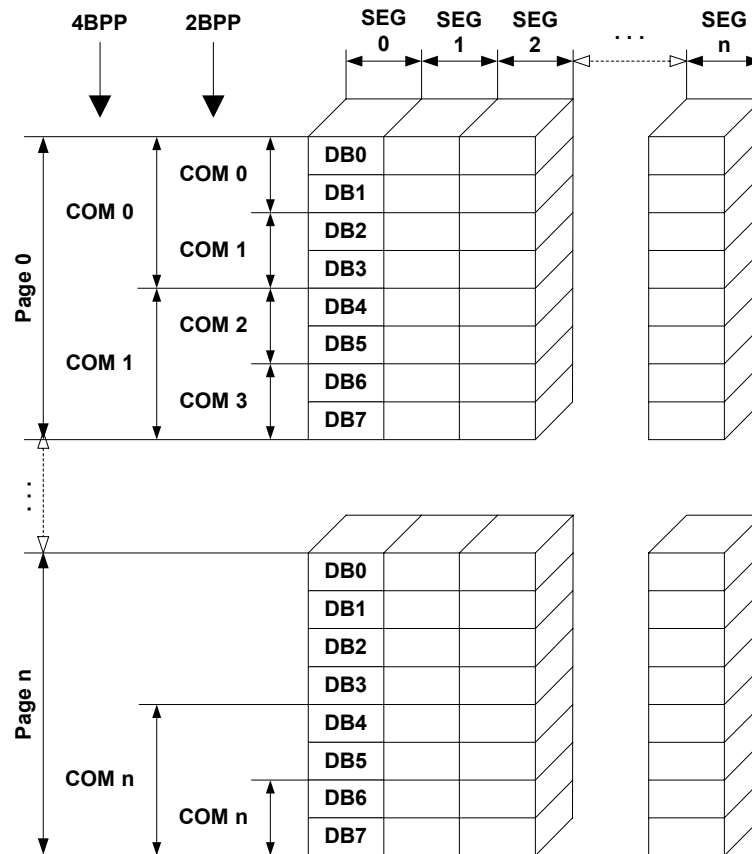 4BPP 2BPP SEG 0 SEG 1 SEG 2 . . . SEG n
Page 0
COM 0
COM 1
COM 0
COM 1
COM 2
COM 3
DB0
DB1
DB2
DB3
DB4
DB5
DB6
DB7
. . .
Page n
COM n
COM n
DB0
DB1
DB2
DB3
DB4
DB5
DB6
DB7